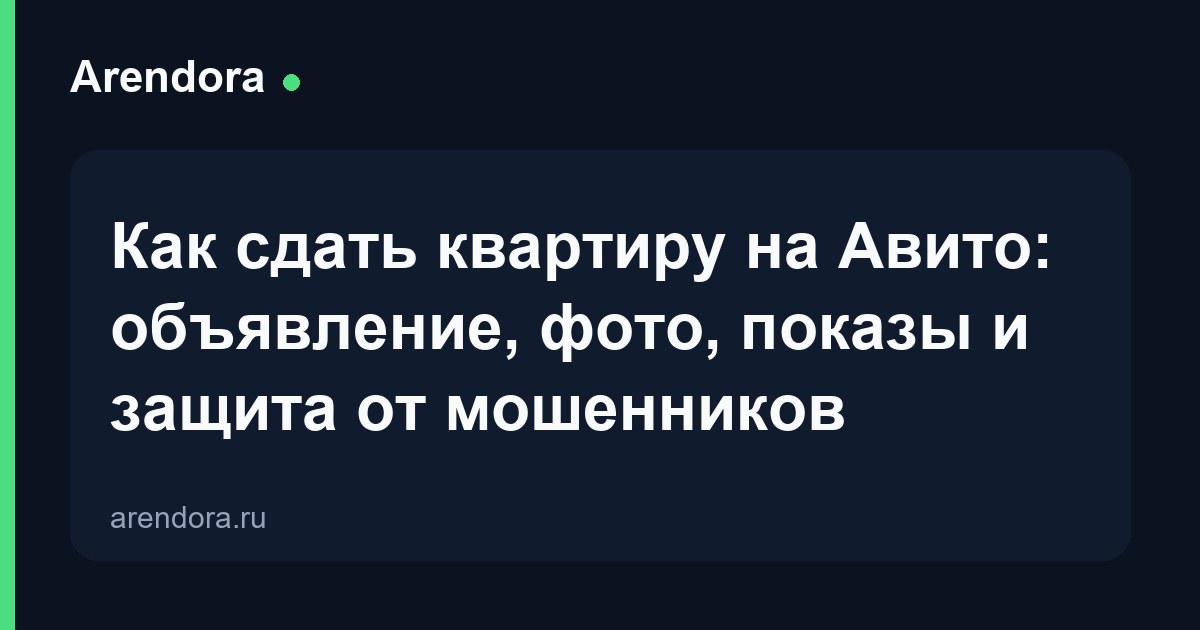 Arendora
Как сдать квартиру на Авито:
объявление, фото, показы и
защита от мошенников
arendora.ru